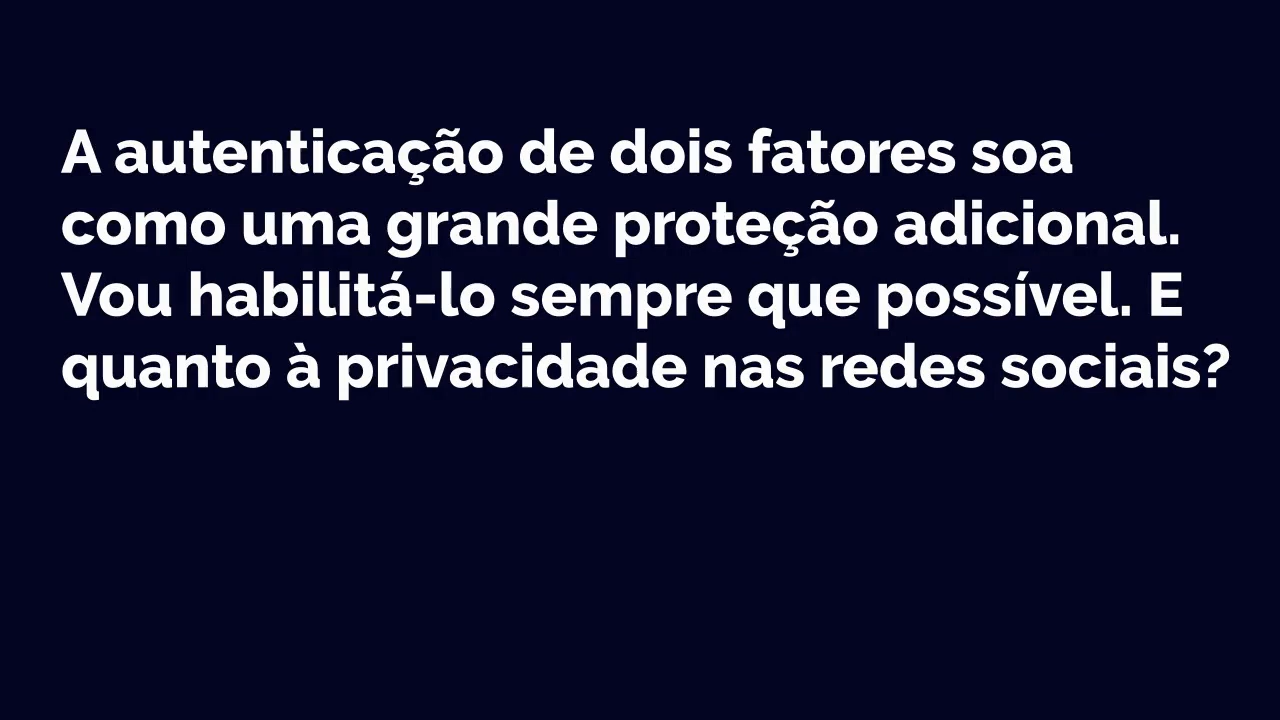 A autenticação de dois fatores soa
como uma grande proteção adicional.
Vou habilitá-lo sempre que possível. E
quanto à privacidade nas redes sociais?